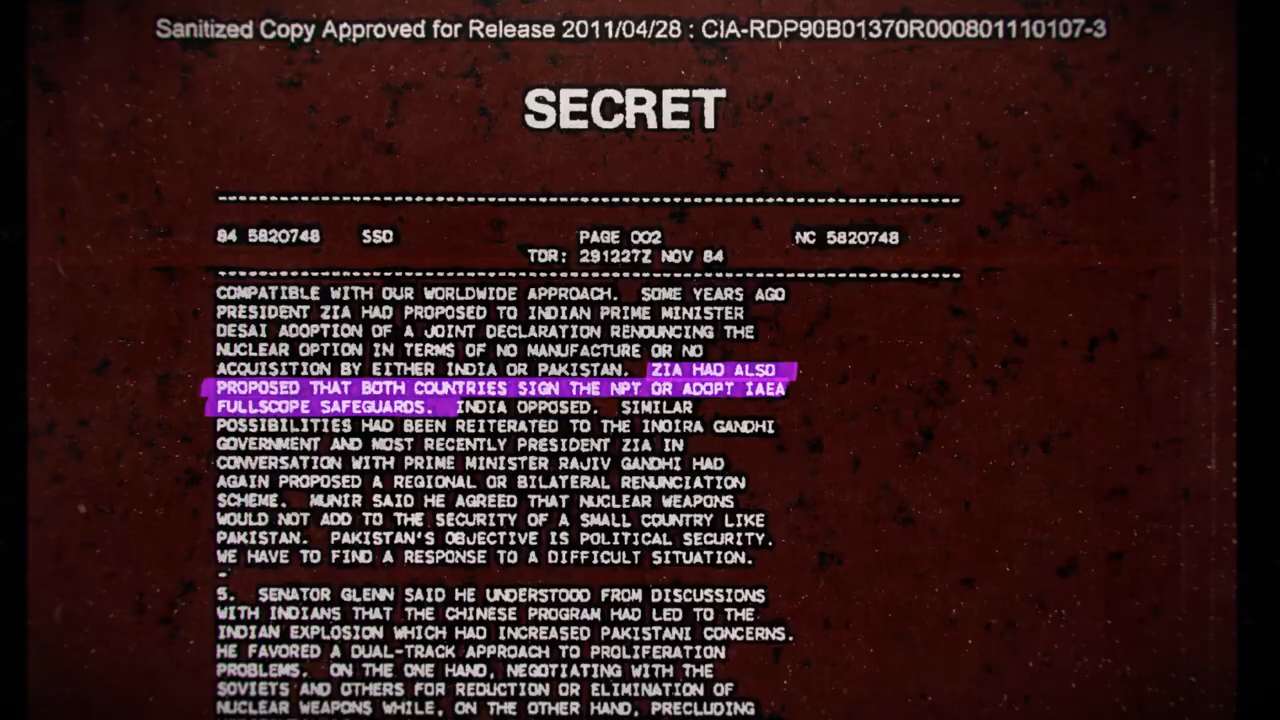 Sanitized Copy Approved for Release 2011/04/28 : CIA-RDP90B01370R000801110107-3
SECRET
84 5820748 SSO PAGE 002 NC 5820748
TOR: 291227Z NOV 84
COMPATIBLE WITH OUR WORLDWIDE APPROACH. SOME YEARS AGO
PRESIDENT ZIA HAD PROPOSED TO INDIAN PRIME MINISTER
DESAI ADOPTION OF A JOINT DECLARATION RENOUNCING THE
NUCLEAR OPTION IN TERMS OF NO MANUFACTURE OR NO
ACQUISITION BY EITHER INDIA OR PAKISTAN. ZIA HAD ALSO
PROPOSED THAT BOTH COUNTRIES SIGN THE NPT OR ADOPT IAEA
FULLSCOPE SAFEGUARDS. INDIA OPPOSED. SIMILAR
POSSIBILITIES HAD BEEN REITERATED TO THE INDIRA GANDHI
GOVERNMENT AND MOST RECENTLY PRESIDENT ZIA IN
CONVERSATION WITH PRIME MINISTER RAJIV GANDHI HAD
AGAIN PROPOSED A REGIONAL OR BILATERAL RENUNCIATION
SCHEME. MUNIR SAID HE AGREED THAT NUCLEAR WEAPONS
WOULD NOT ADD TO THE SECURITY OF A SMALL COUNTRY LIKE
PAKISTAN. PAKISTAN'S OBJECTIVE IS POLITICAL SECURITY.
WE HAVE TO FIND A RESPONSE TO A DIFFICULT SITUATION.
-
5. SENATOR GLENN SAID HE UNDERSTOOD FROM DISCUSSIONS
WITH INDIANS THAT THE CHINESE PROGRAM HAD LED TO THE
INDIAN EXPLOSION WHICH HAD INCREASED PAKISTANI CONCERNS.
HE FAVORED A DUAL-TRACK APPROACH TO PROLIFERATION
PROBLEMS. ON THE ONE HAND, NEGOTIATING WITH THE
SOVIETS AND OTHERS FOR REDUCTION OR ELIMINATION OF
NUCLEAR WEAPONS WHILE, ON THE OTHER HAND, PRECLUDING